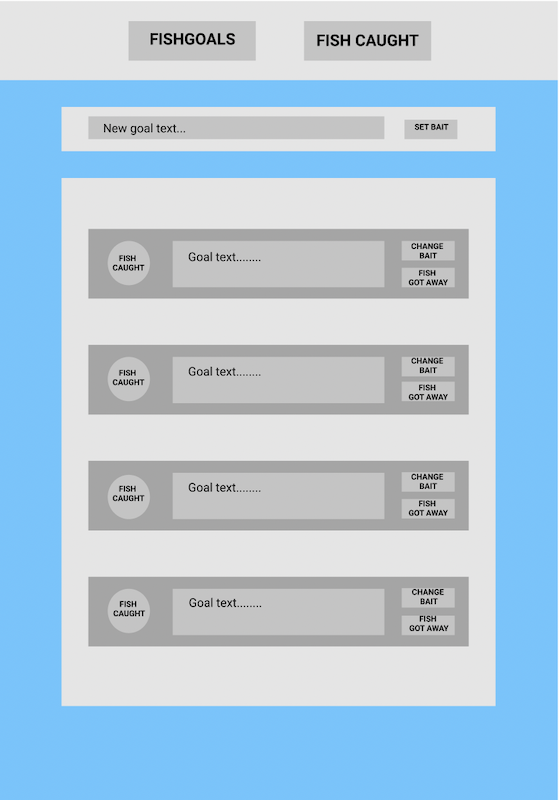 FISHGOALS
FISH CAUGHT
New goal text...
SET BAIT
FISH
CAUGHT
Goal text........
CHANGE
BAIT
FISH
GOT AWAY
FISH
CAUGHT
Goal text........
CHANGE
BAIT
FISH
GOT AWAY
FISH
CAUGHT
Goal text........
CHANGE
BAIT
FISH
GOT AWAY
FISH
CAUGHT
Goal text........
CHANGE
BAIT
FISH
GOT AWAY